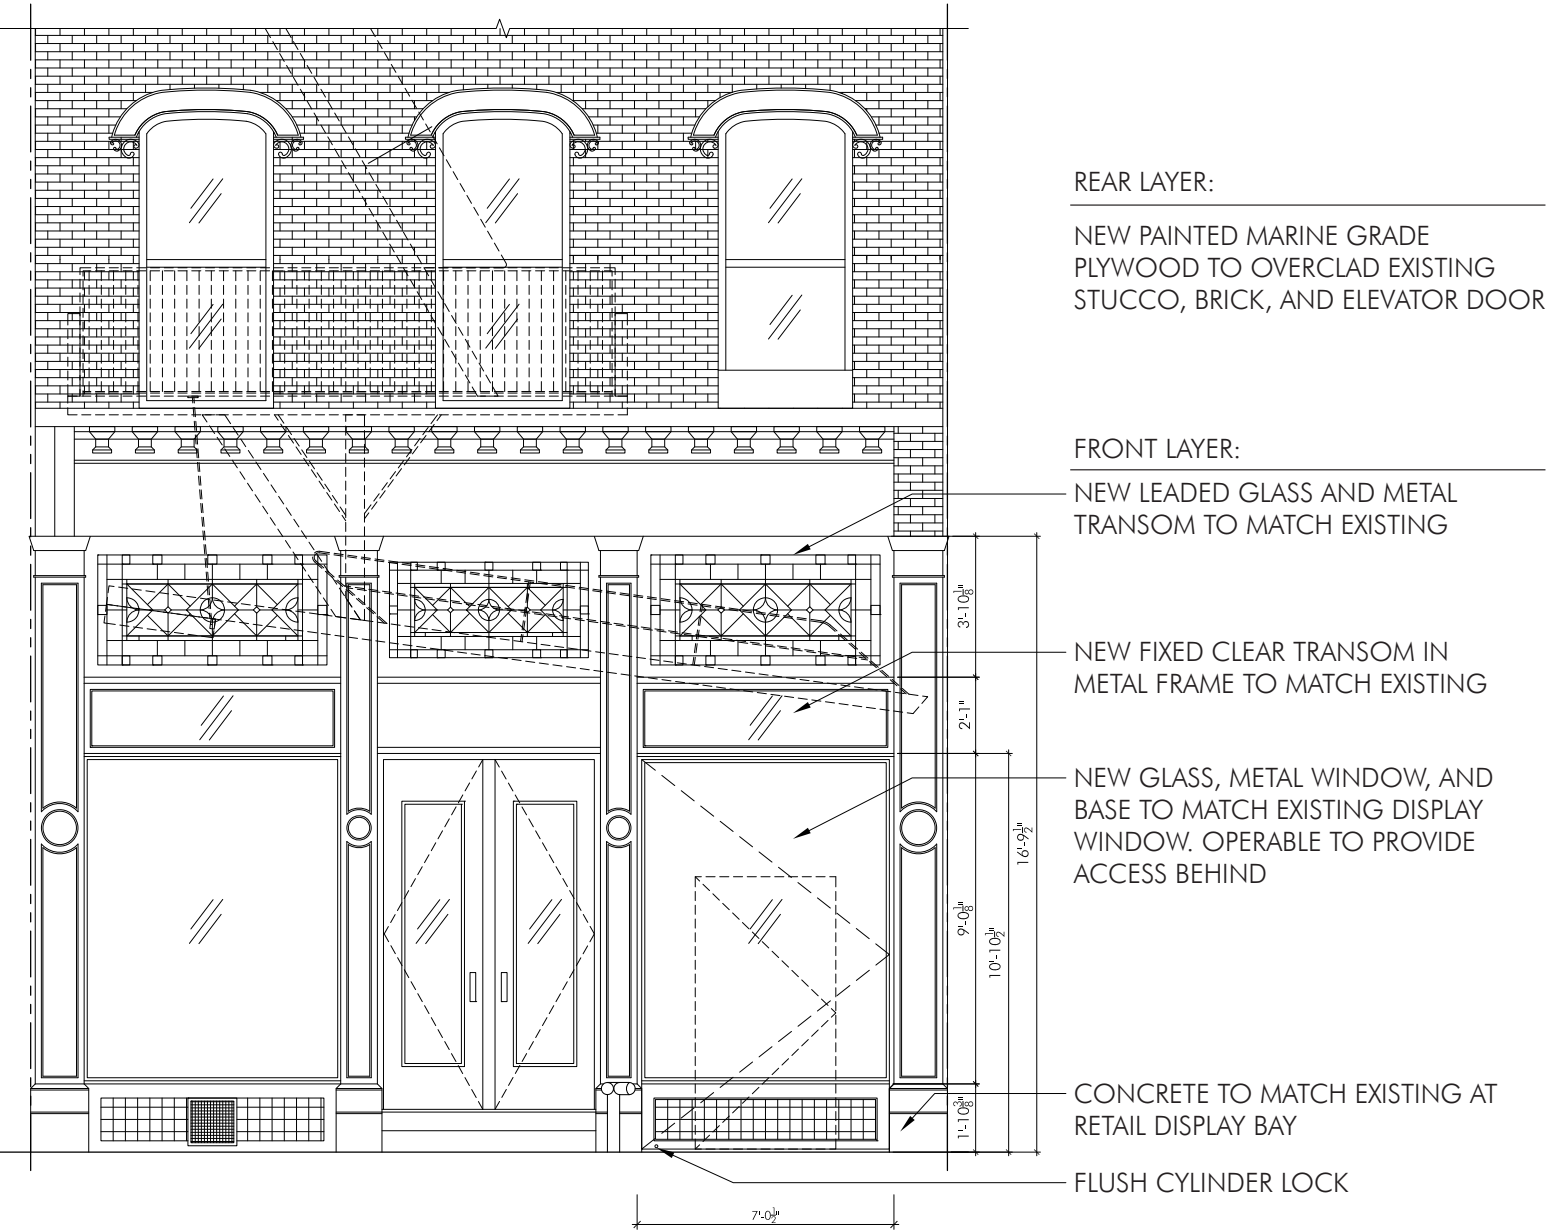 REAR LAYER:
NEW PAINTED MARINE GRADE
PLYWOOD TO OVERCLAD EXISTING
STUCCO, BRICK, AND ELEVATOR DOOR
FRONT LAYER:
NEW LEADED GLASS AND METAL
TRANSOM TO MATCH EXISTING
3'-10⅛"
NEW FIXED CLEAR TRANSOM IN
METAL FRAME TO MATCH EXISTING
2'-1"
NEW GLASS, METAL WINDOW, AND
BASE TO MATCH EXISTING DISPLAY
WINDOW. OPERABLE TO PROVIDE
ACCESS BEHIND
16'-9½"
9'-0⅛"
10'-10½"
CONCRETE TO MATCH EXISTING AT
RETAIL DISPLAY BAY
1'-10⅜"
FLUSH CYLINDER LOCK
7'-0½"